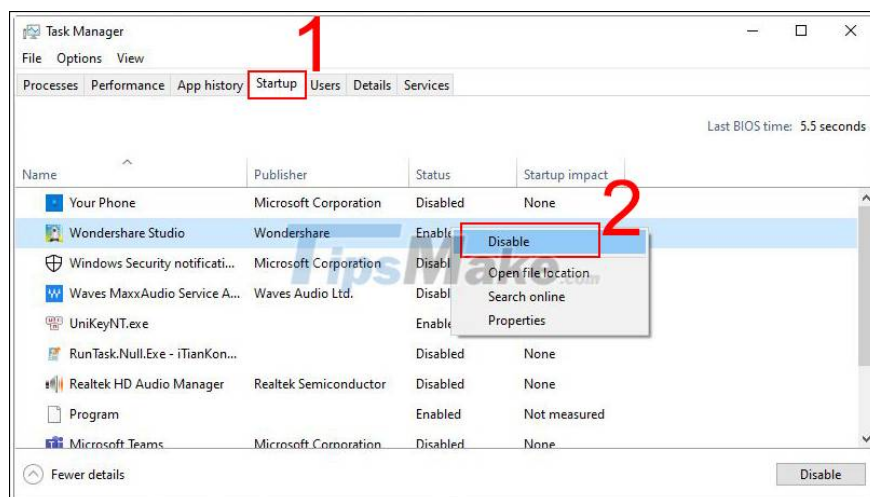 Task Manager
1
File Options View
Processes Performance App history Startup Users Details Services
Last BIOS time: 5.5 seconds
Name Publisher Status Startup impact
2
Your Phone Microsoft Corporation Disabled None
Wondershare Studio Wondershare Enable
Disable
Windows Security notificati... Microsoft Corporation Disabl
Open file location
TipsMake.com
Waves MaxxAudio Service A... Waves Audio Ltd. Disabl
Search online
UniKeyNT.exe Enable
Properties
RunTask.Null.Exe - iTianKon... Disabled None
Realtek HD Audio Manager Realtek Semiconductor Disabled None
Program Enabled Not measured
Microsoft Teams Microsoft Corporation Disabled None
Fewer details Disable